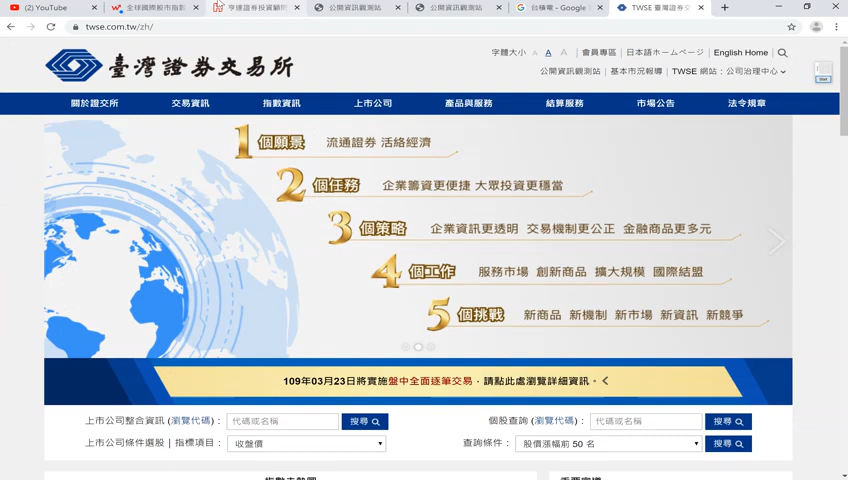 (2) YouTube
全球國際股市指數
亨達證券投資顧問
公開資訊觀站
公開資訊觀站
台積電 - Google
TWSE 臺灣證券交
twse.com.tw/zh/
字體大小 A A A
會員專區 | 日本語ホームページ | English Home
臺灣證券交易所
公開資訊觀測站 | 基本市況報導 | TWSE 網站：公司治理中心
Start
關於證交所 交易資訊 指數資訊 上市公司 產品與服務 結算服務 市場公告 法令規章
1個願景 流通證券 活絡經濟
2個任務 企業籌資更便捷 大眾投資更穩當
3個策略 企業資訊更透明 交易機制更公正 金融商品更多元
4個工作 服務市場 創新商品 擴大規模 國際結盟
5個挑戰 新商品 新機制 新市場 新資訊 新競爭
109年03月23日將實施盤中全面逐筆交易，請點此處瀏覽詳細資訊。
上市公司整合資訊 (瀏覽代碼)： 代碼或名稱 搜尋
個股查詢 (瀏覽代碼)： 代碼或名稱 搜尋
上市公司條件選股 | 指標項目： 收盤價
查詢條件： 股價漲幅前 50 名 搜尋